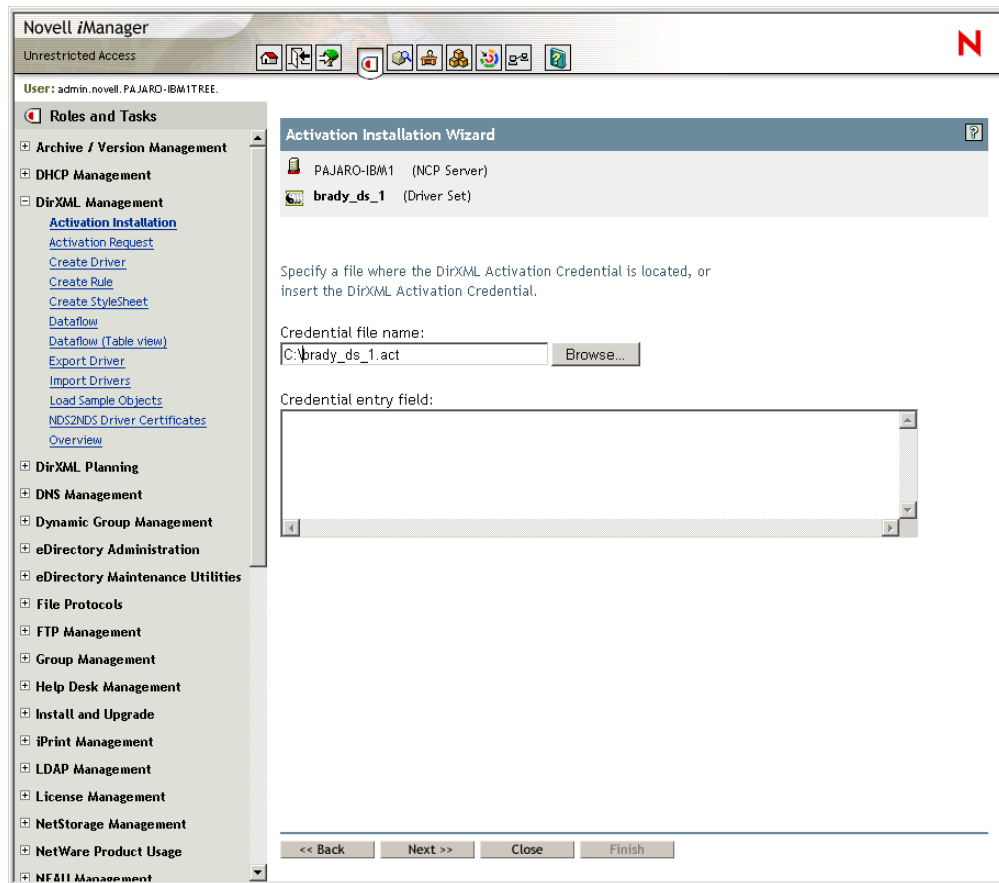 Novell iManager
Unrestricted Access
N
User: admin.novell.PAJARO-IBM1TREE.
Roles and Tasks
Archive / Version Management
DHCP Management
DirXML Management
Activation Installation
Activation Request
Create Driver
Create Rule
Create StyleSheet
Dataflow
Dataflow (Table view)
Export Driver
Import Drivers
Load Sample Objects
NDS2NDS Driver Certificates
Overview
DirXML Planning
DNS Management
Dynamic Group Management
eDirectory Administration
eDirectory Maintenance Utilities
File Protocols
FTP Management
Group Management
Help Desk Management
Install and Upgrade
iPrint Management
LDAP Management
License Management
NetStorage Management
NetWare Product Usage
Activation Installation Wizard
?
PAJARO-IBM1 (NCP Server)
brady_ds_1 (Driver Set)
Specify a file where the DirXML Activation Credential is located, or
insert the DirXML Activation Credential.
Credential file name:
C:\brady_ds_1.act Browse...
Credential entry field:
<< Back Next >> Close Finish